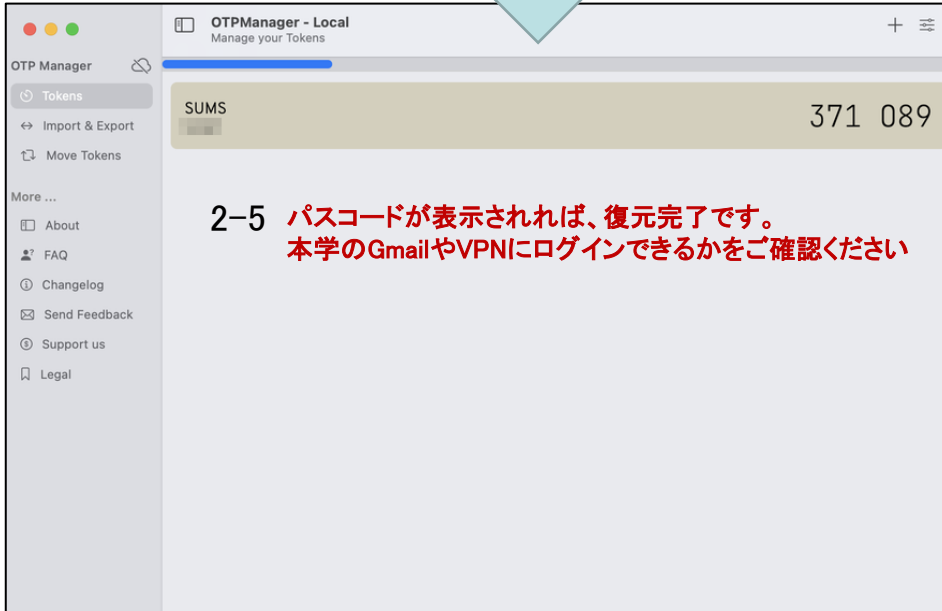 OTPManager - Local
Manage your Tokens
OTP Manager
Tokens
Import & Export
Move Tokens
More ...
About
FAQ
Changelog
Send Feedback
Support us
Legal
SUMS
371 089
2-5 パスコードが表示されれば、復元完了です。
本学のGmailやVPNにログインできるかをご確認ください